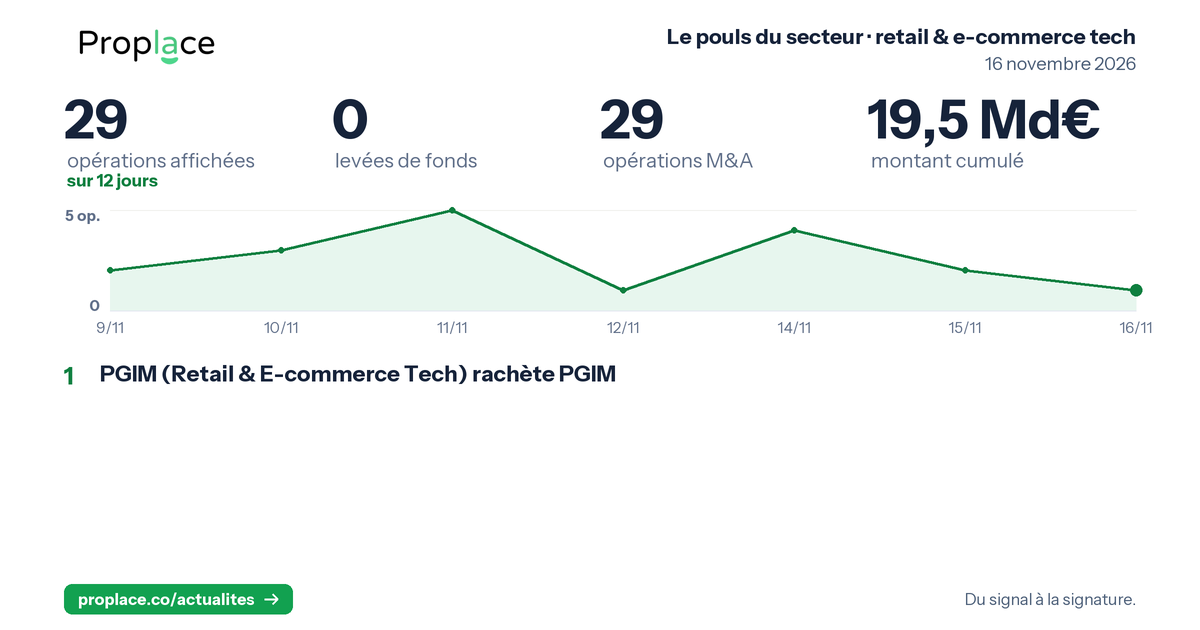 Proplace
Le pouls du secteur · retail & e-commerce tech
16 novembre 2026
29
opérations affichées
sur 12 jours
0
levées de fonds
29
opérations M&A
19,5 Md€
montant cumulé
5 op.
0
9/11
10/11
11/11
12/11
14/11
15/11
16/11
1 PGIM (Retail & E-commerce Tech) rachète PGIM
proplace.co/actualites →
Du signal à la signature.